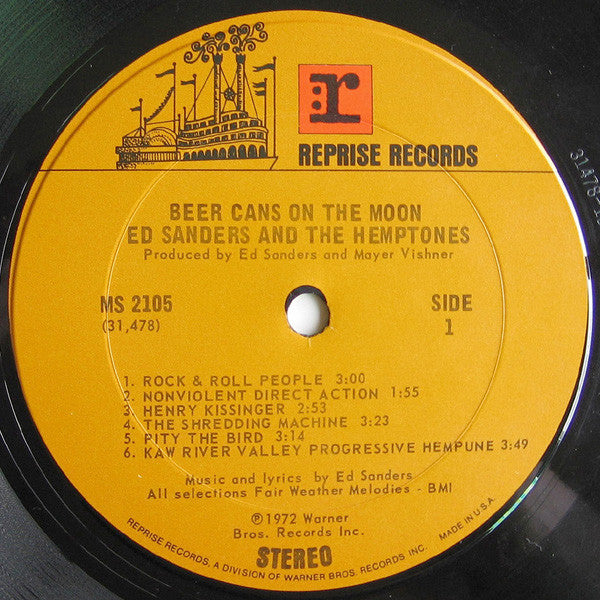 r:
REPRISE RECORDS
BEER CANS ON THE MOON
ED SANDERS AND THE HEMPTONES
Produced by Ed Sanders and Mayer Vishner
MS 2105
(31,478)
SIDE
1
1. ROCK & ROLL PEOPLE 3:00
2. NONVIOLENT DIRECT ACTION 1:55
3. HENRY KISSINGER 2:53
4. THE SHREDDING MACHINE 3:23
5. PITY THE BIRD 3:14
6. KAW RIVER VALLEY PROGRESSIVE HEMPUNE 3:49
Music and lyrics by Ed Sanders
All selections Fair Weather Melodies - BMI
℗1972 Warner
Bros. Records Inc.
STEREO
REPRISE RECORDS, A DIVISION OF WARNER BROS. RECORDS INC. MADE IN U.S.A.